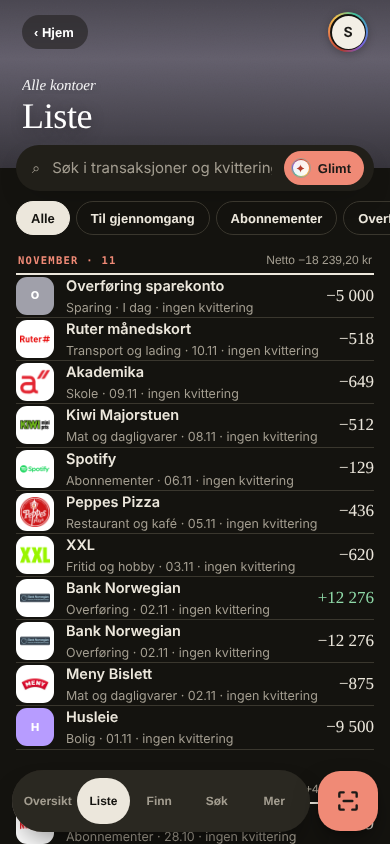 ‹ Hjem
S
Alle kontoer
Liste
Søk i transaksjoner og kvitterin
Glimt
Alle
Til gjennomgang
Abonnementer
Over
NOVEMBER · 11
Netto −18 239,20 kr
O
Overføring sparekonto
−5 000
Sparing · I dag · ingen kvittering
Ruter#
Ruter månedskort
−518
Transport og lading · 10.11 · ingen kvittering
a
Akademika
−649
Skole · 09.11 · ingen kvittering
KIWI
Kiwi Majorstuen
−512
Mat og dagligvarer · 08.11 · ingen kvittering
Spotify
Spotify
−129
Abonnementer · 06.11 · ingen kvittering
Peppes Pizza
Peppes Pizza
−436
Restaurant og kafé · 05.11 · ingen kvittering
XXL
XXL
−620
Fritid og hobby · 03.11 · ingen kvittering
Bank Norwegian
+12 276
Overføring · 02.11 · ingen kvittering
Bank Norwegian
−12 276
Overføring · 02.11 · ingen kvittering
MENY
Meny Bislett
−875
Mat og dagligvarer · 02.11 · ingen kvittering
H
Husleie
−9 500
Bolig · 01.11 · ingen kvittering
Oversikt
Liste
Finn
Søk
Mer
Abonnementer · 28.10 · ingen kvittering